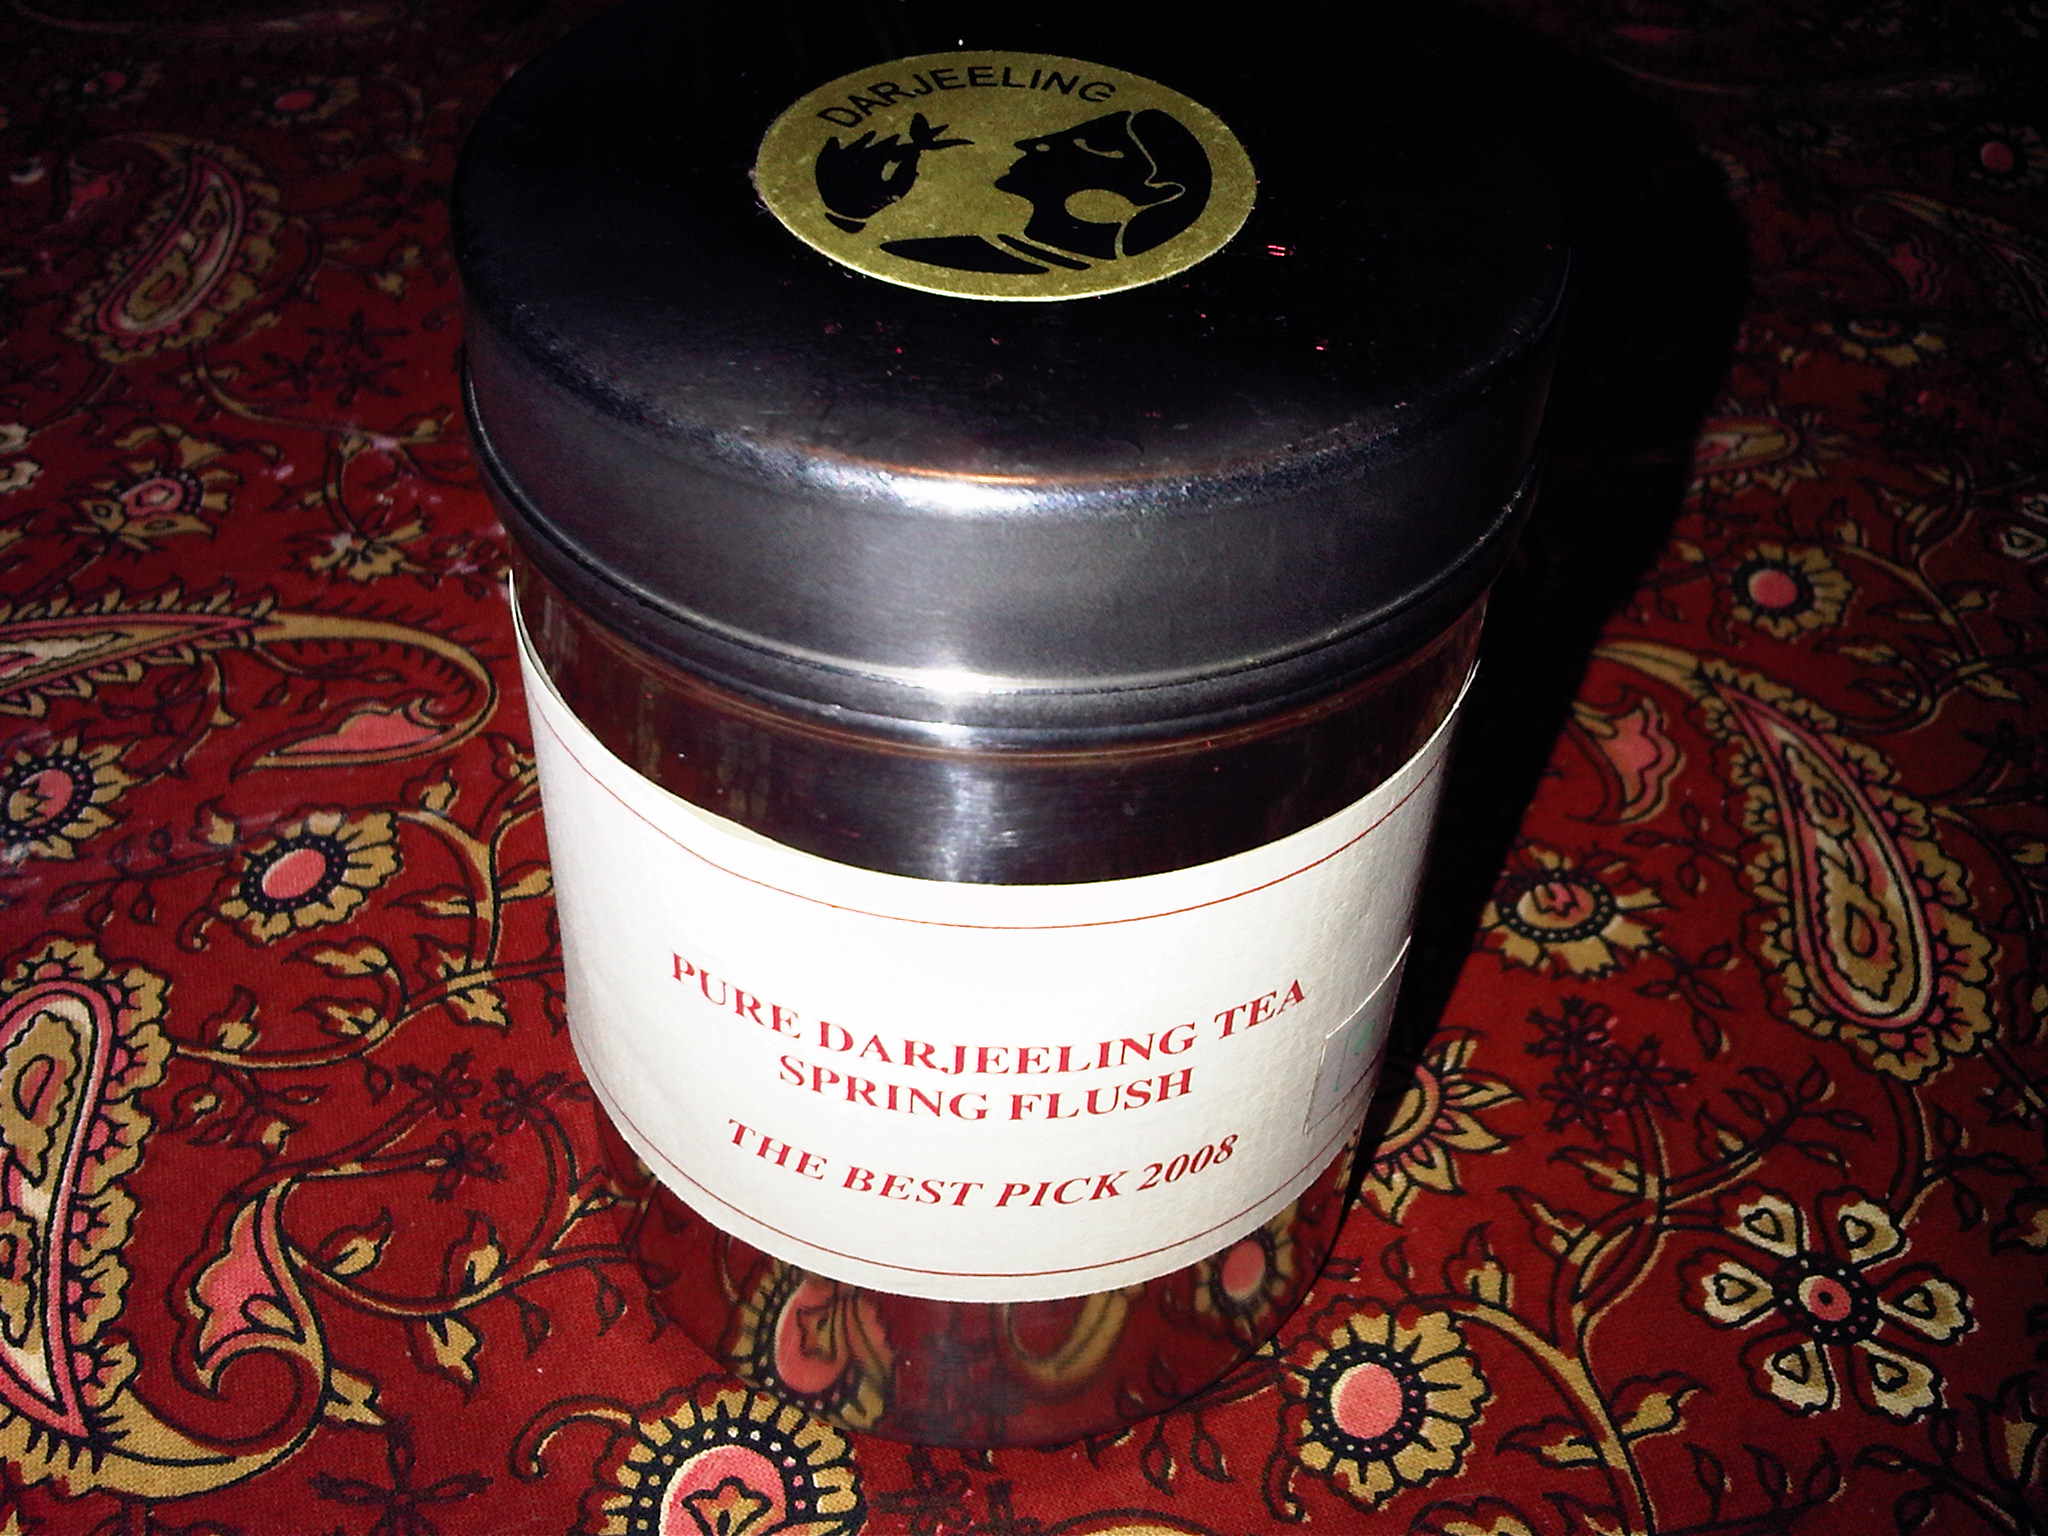 DARJEELING
PURE DARJEELING TEA
SPRING FLUSH
THE BEST PICK 2008